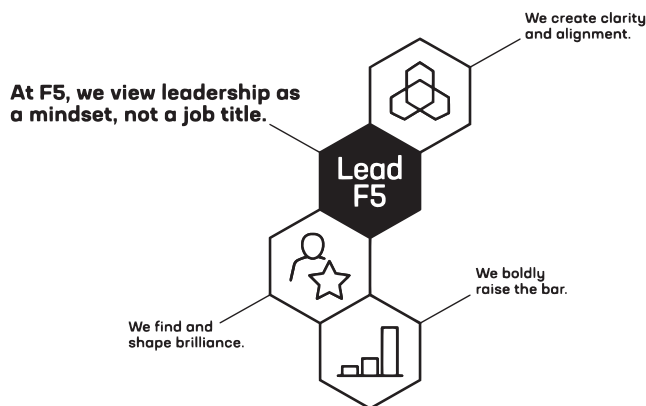 We create clarity
and alignment.
At F5, we view leadership as
a mindset, not a job title.
Lead
F5
We boldly
raise the bar.
We find and
shape brilliance.